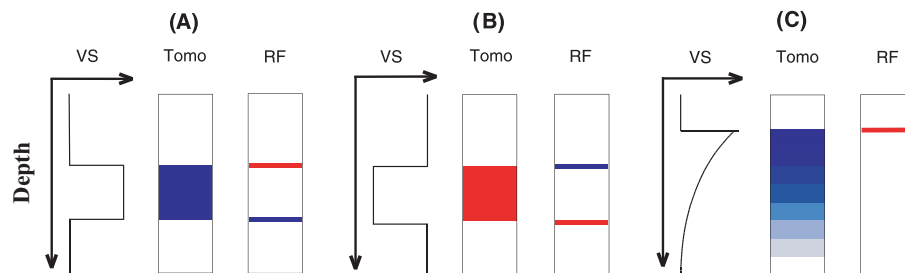 (A) (B) (C)
VS Tomo RF VS Tomo RF VS Tomo RF
Depth